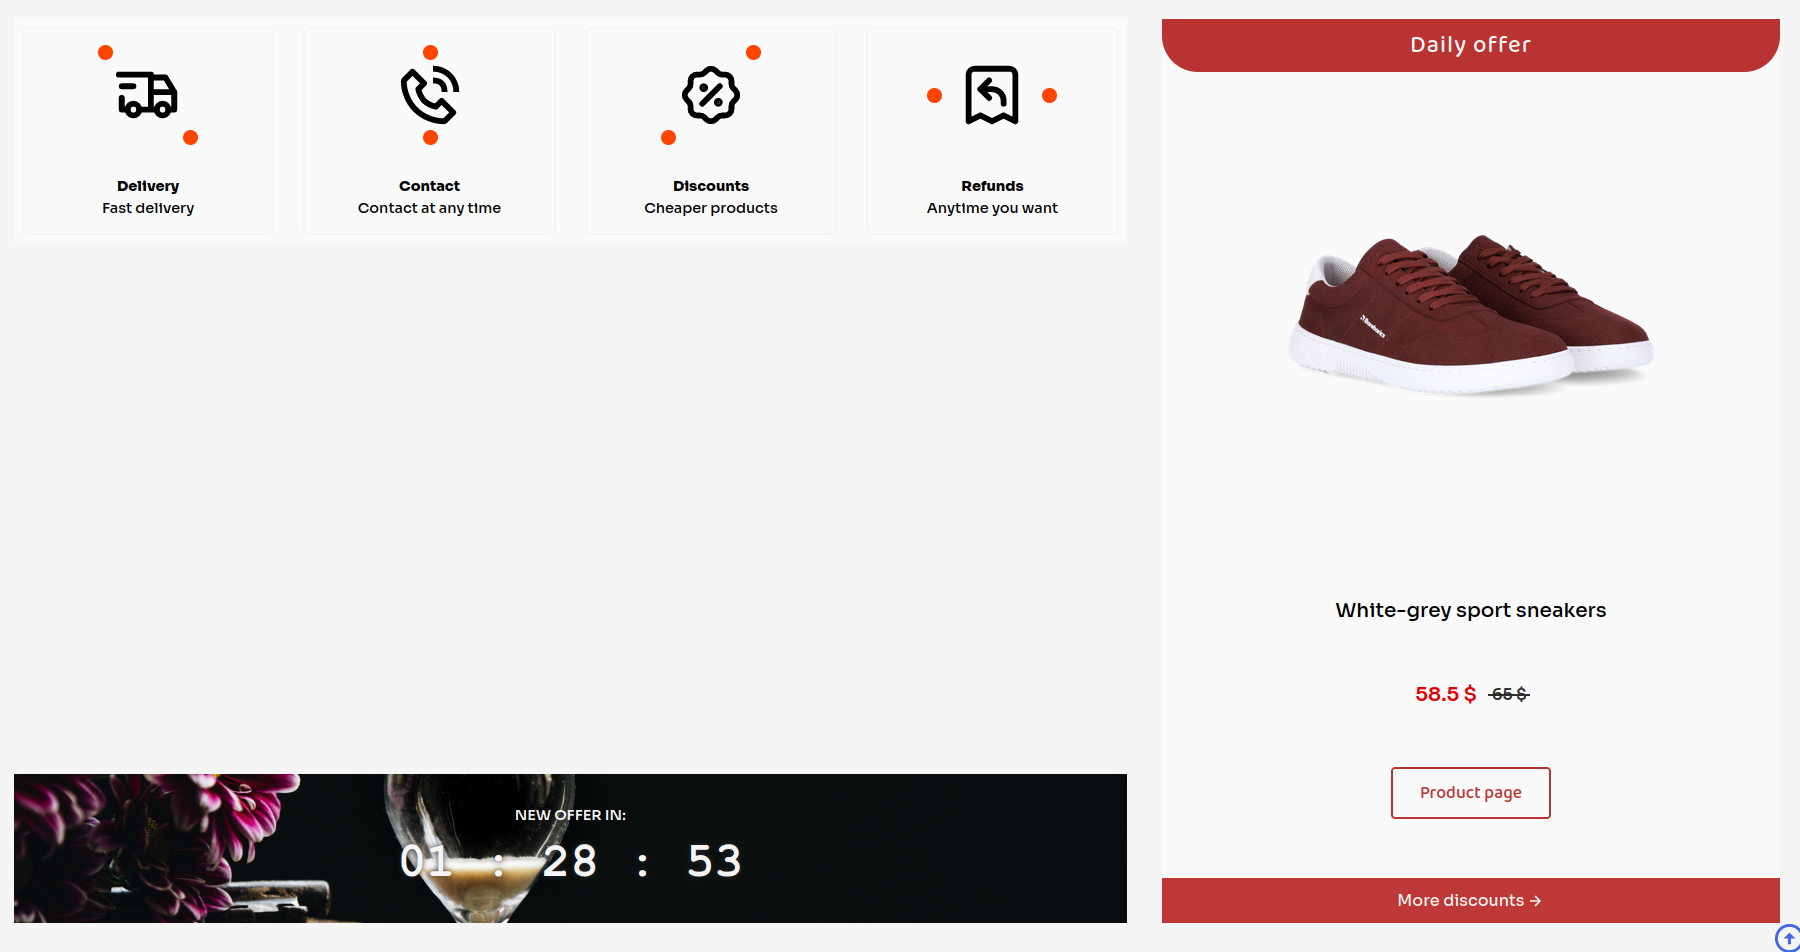 Delivery
Fast delivery
Contact
Contact at any time
Discounts
Cheaper products
Refunds
Anytime you want
NEW OFFER IN:
01 : 28 : 53
Daily offer
Barebarics
White-grey sport sneakers
58.5 $ 65 $
Product page
More discounts →